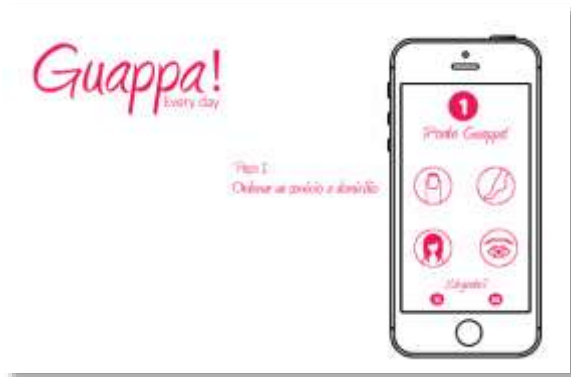 Guappa!
Every day
Paso 1:
Ordenar un servicio a domicilio
1
¡Ponte Guappa!